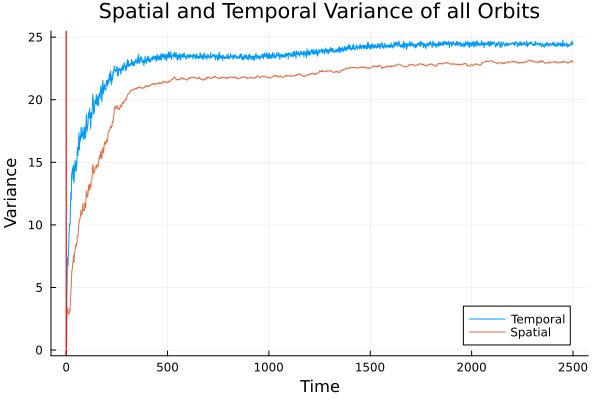 Spatial and Temporal Variance of all Orbits
25
20
15
10
5
0
Variance
Temporal
Spatial
0 500 1000 1500 2000 2500
Time